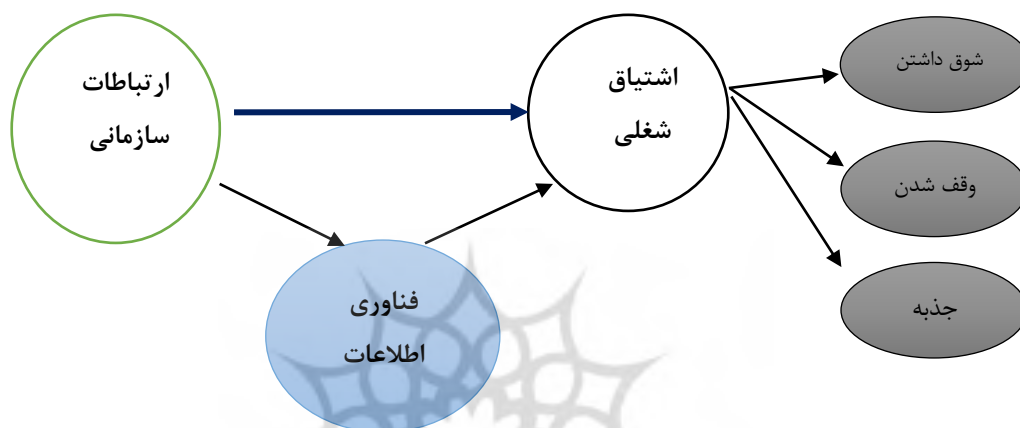 ارتباطات
سازمانی
اشتیاق
شغلی
شوق داشتن
وقف شدن
جذبه
فناوری
اطلاعات